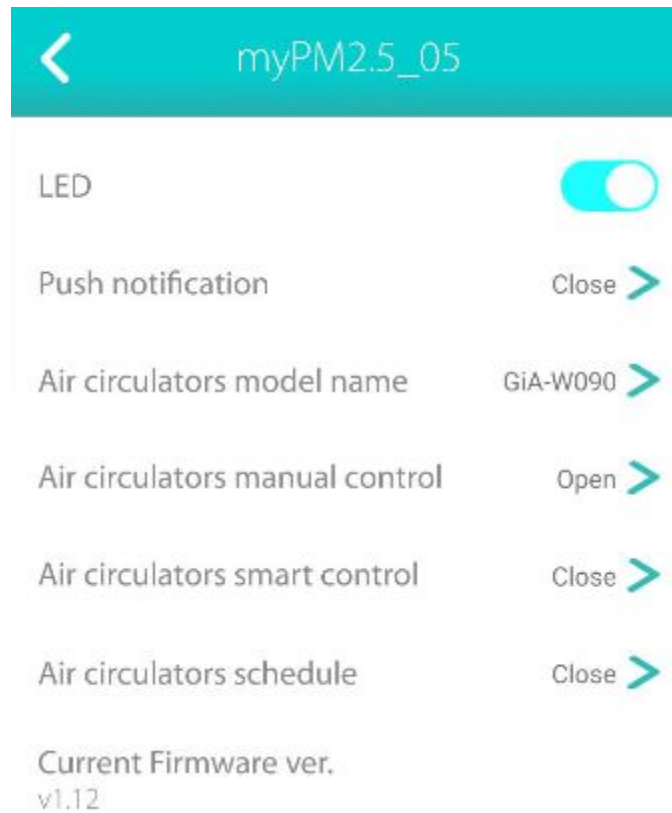 myPM2.5_05
LED
Push notification Close
Air circulators model name GiA-W090
Air circulators manual control Open
Air circulators smart control Close
Air circulators schedule Close
Current Firmware ver.
v1.12